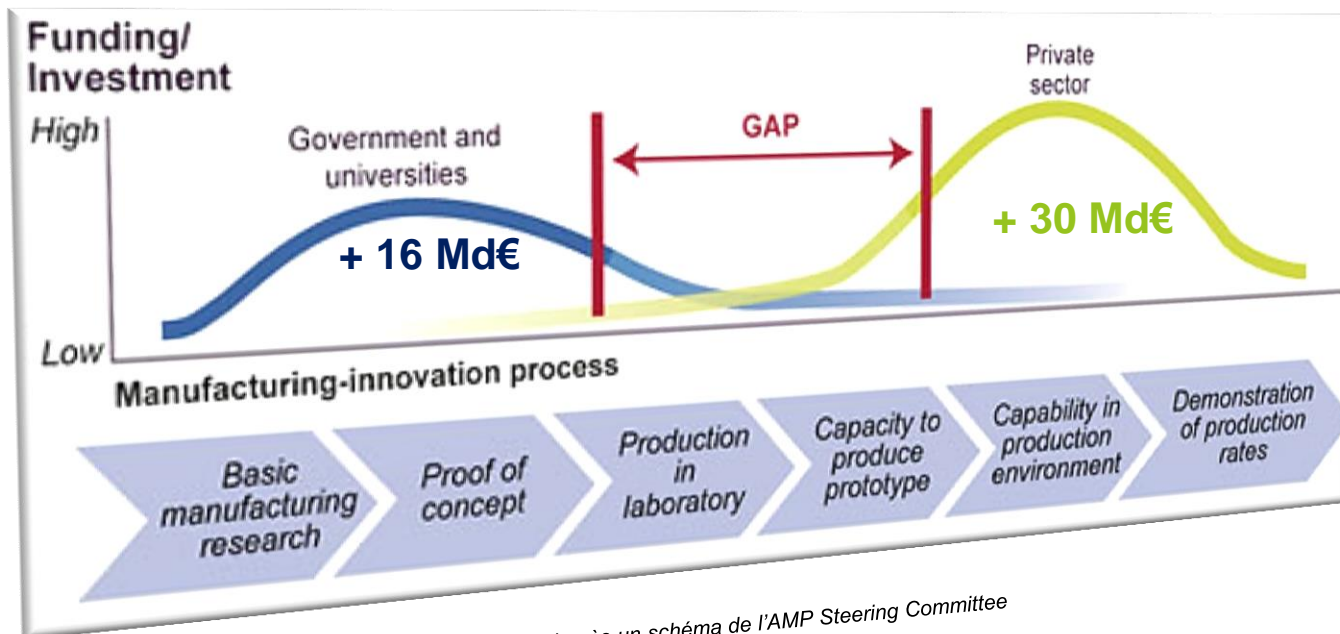 Funding/
Investment
High
Low
Government and
universities
+ 16 Md€
GAP
Private
sector
+ 30 Md€
Manufacturing-innovation process
Basic
manufacturing
research
Proof of
concept
Production
in
laboratory
Capacity to
produce
prototype
Capability in
production
environment
Demonstration
of production
rates
un schéma de l'AMP Steering Committee